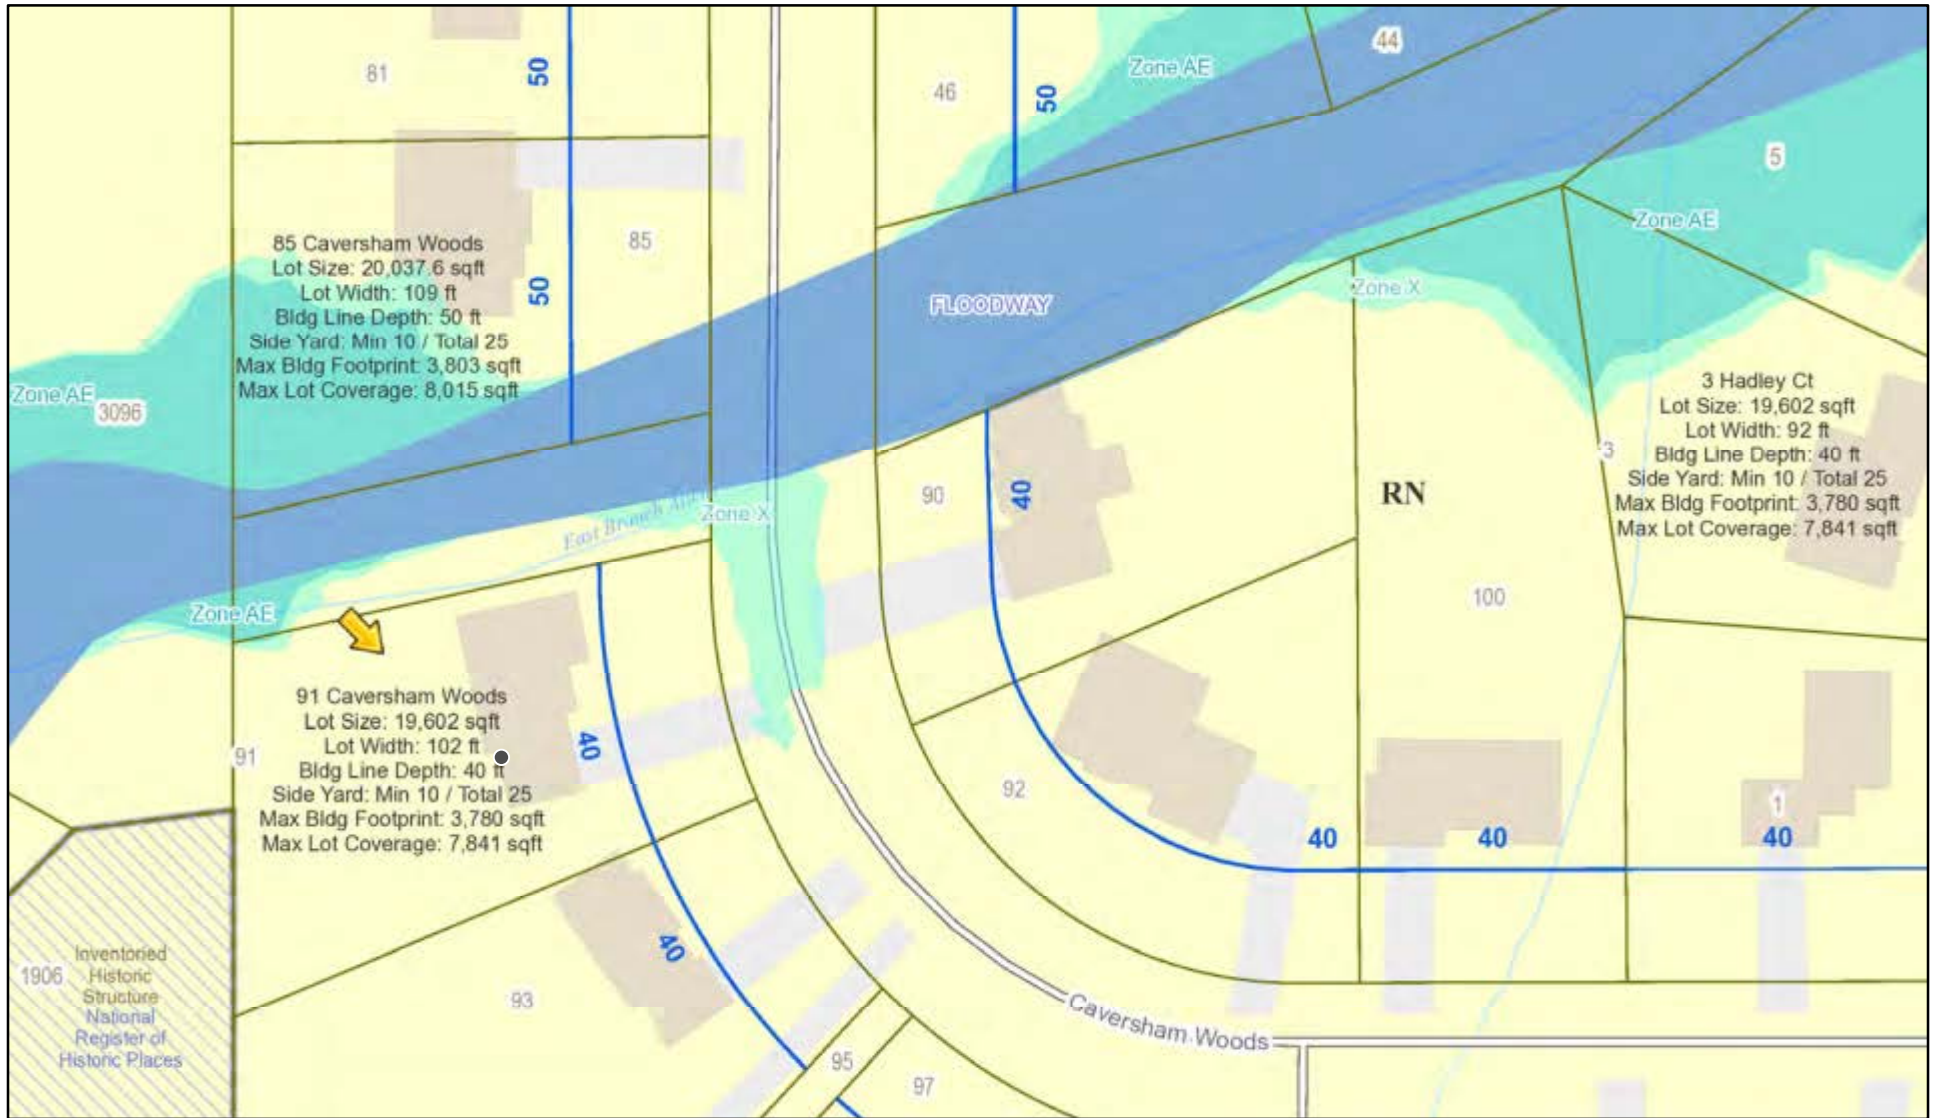 81
50
46
50
Zone AE
44
5
Zone AE
85
50
85 Caversham Woods
Lot Size: 20,037.6 sqft
Lot Width: 109 ft
Bldg Line Depth: 50 ft
Side Yard: Min 10 / Total 25
Max Bldg Footprint: 3,803 sqft
Max Lot Coverage: 8,015 sqft
FLOODWAY
Zone X
Zone AE
3096
3 Hadley Ct
Lot Size: 19,602 sqft
Lot Width: 92 ft
Bldg Line Depth: 40 ft
Side Yard: Min 10 / Total 25
Max Bldg Footprint: 3,780 sqft
Max Lot Coverage: 7,841 sqft
3
90
40
RN
East Branch
Zone X
100
Zone AE
91 Caversham Woods
Lot Size: 19,602 sqft
Lot Width: 102 ft
Bldg Line Depth: 40 ft
Side Yard: Min 10 / Total 25
Max Bldg Footprint: 3,780 sqft
Max Lot Coverage: 7,841 sqft
91
40
92
40
40
1
40
40
93
1906
Inventoried
Historic
Structure
National
Register of
Historic Places
Caversham Woods
95
97